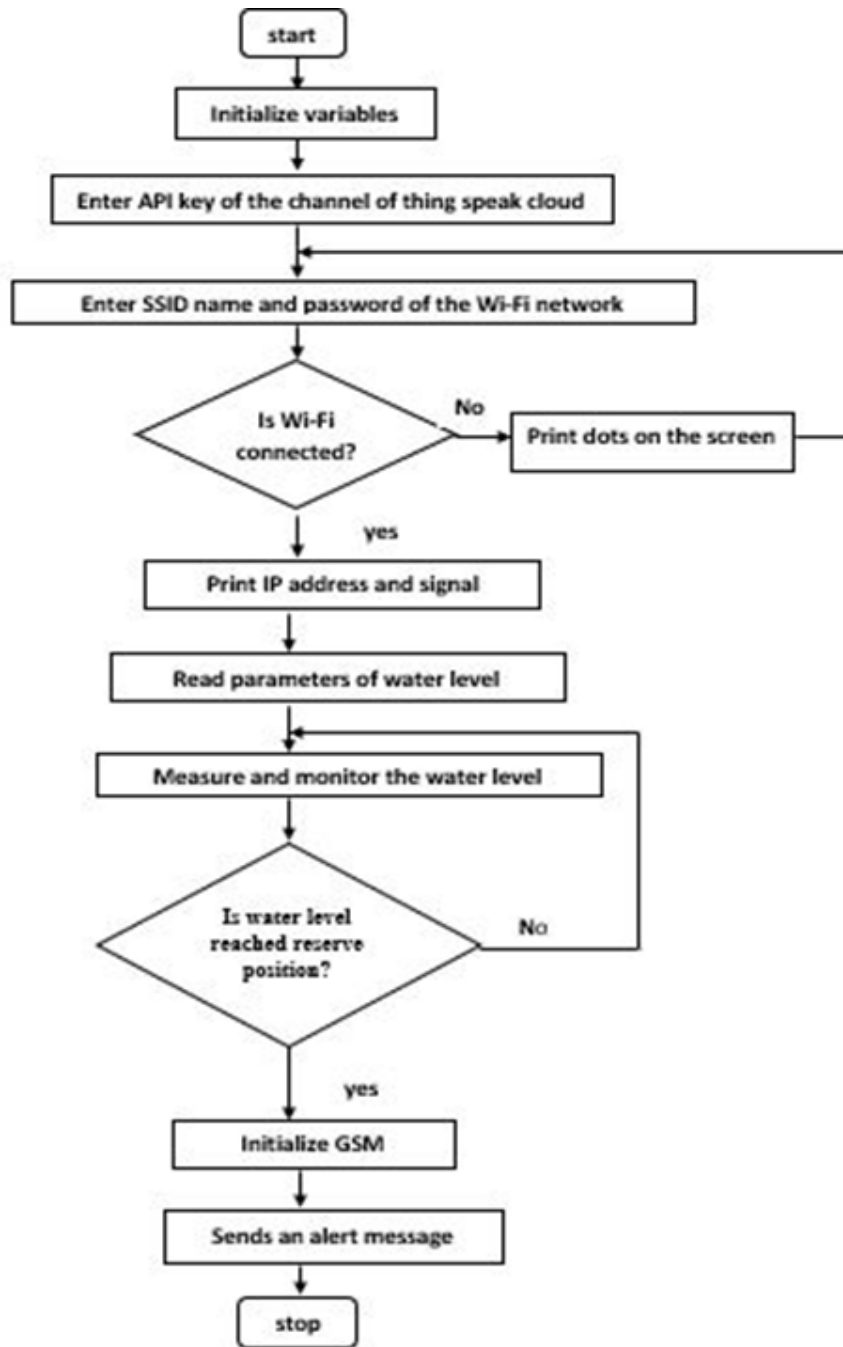 start
Initialize variables
Enter API key of the channel of thing speak cloud
Enter SSID name and password of the Wi-Fi network
Is Wi-Fi
connected?
No
Print dots on the screen
yes
Print IP address and signal
Read parameters of water level
Measure and monitor the water level
Is water level
reached reserve
position?
No
yes
Initialize GSM
Sends an alert message
stop